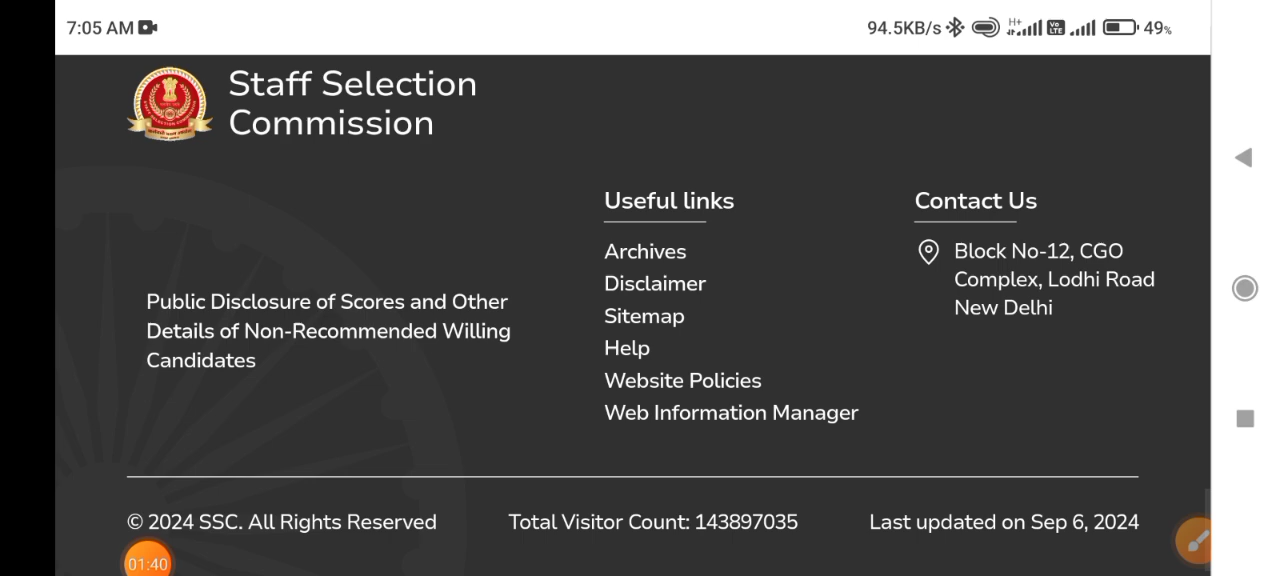 7:05 AM
94.5KB/s H+ Vo LTE 49%
Staff Selection
Commission
Public Disclosure of Scores and Other
Details of Non-Recommended Willing
Candidates
Useful links
Archives
Disclaimer
Sitemap
Help
Website Policies
Web Information Manager
Contact Us
Block No-12, CGO
Complex, Lodhi Road
New Delhi
© 2024 SSC. All Rights Reserved
Total Visitor Count: 143897035
Last updated on Sep 6, 2024
01:40